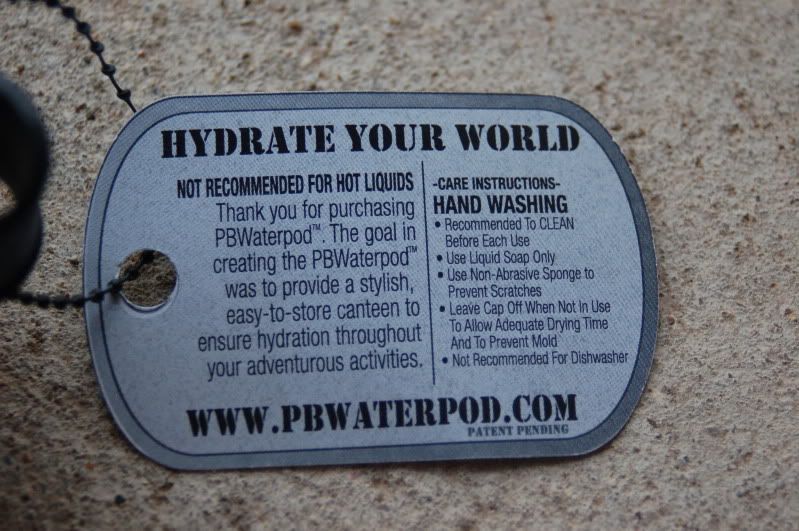 HYDRATE YOUR WORLD
NOT RECOMMENDED FOR HOT LIQUIDS
Thank you for purchasing
PBWaterpod™. The goal in
creating the PBWaterpod™
was to provide a stylish,
easy-to-store canteen to
ensure hydration throughout
your adventurous activities.
-CARE INSTRUCTIONS-
HAND WASHING
• Recommended To CLEAN
Before Each Use
• Use Liquid Soap Only
• Use Non-Abrasive Sponge to
Prevent Scratches
• Leave Cap Off When Not In Use
To Allow Adequate Drying Time
And To Prevent Mold
• Not Recommended For Dishwasher
WWW.PBWATERPOD.COM
PATENT PENDING